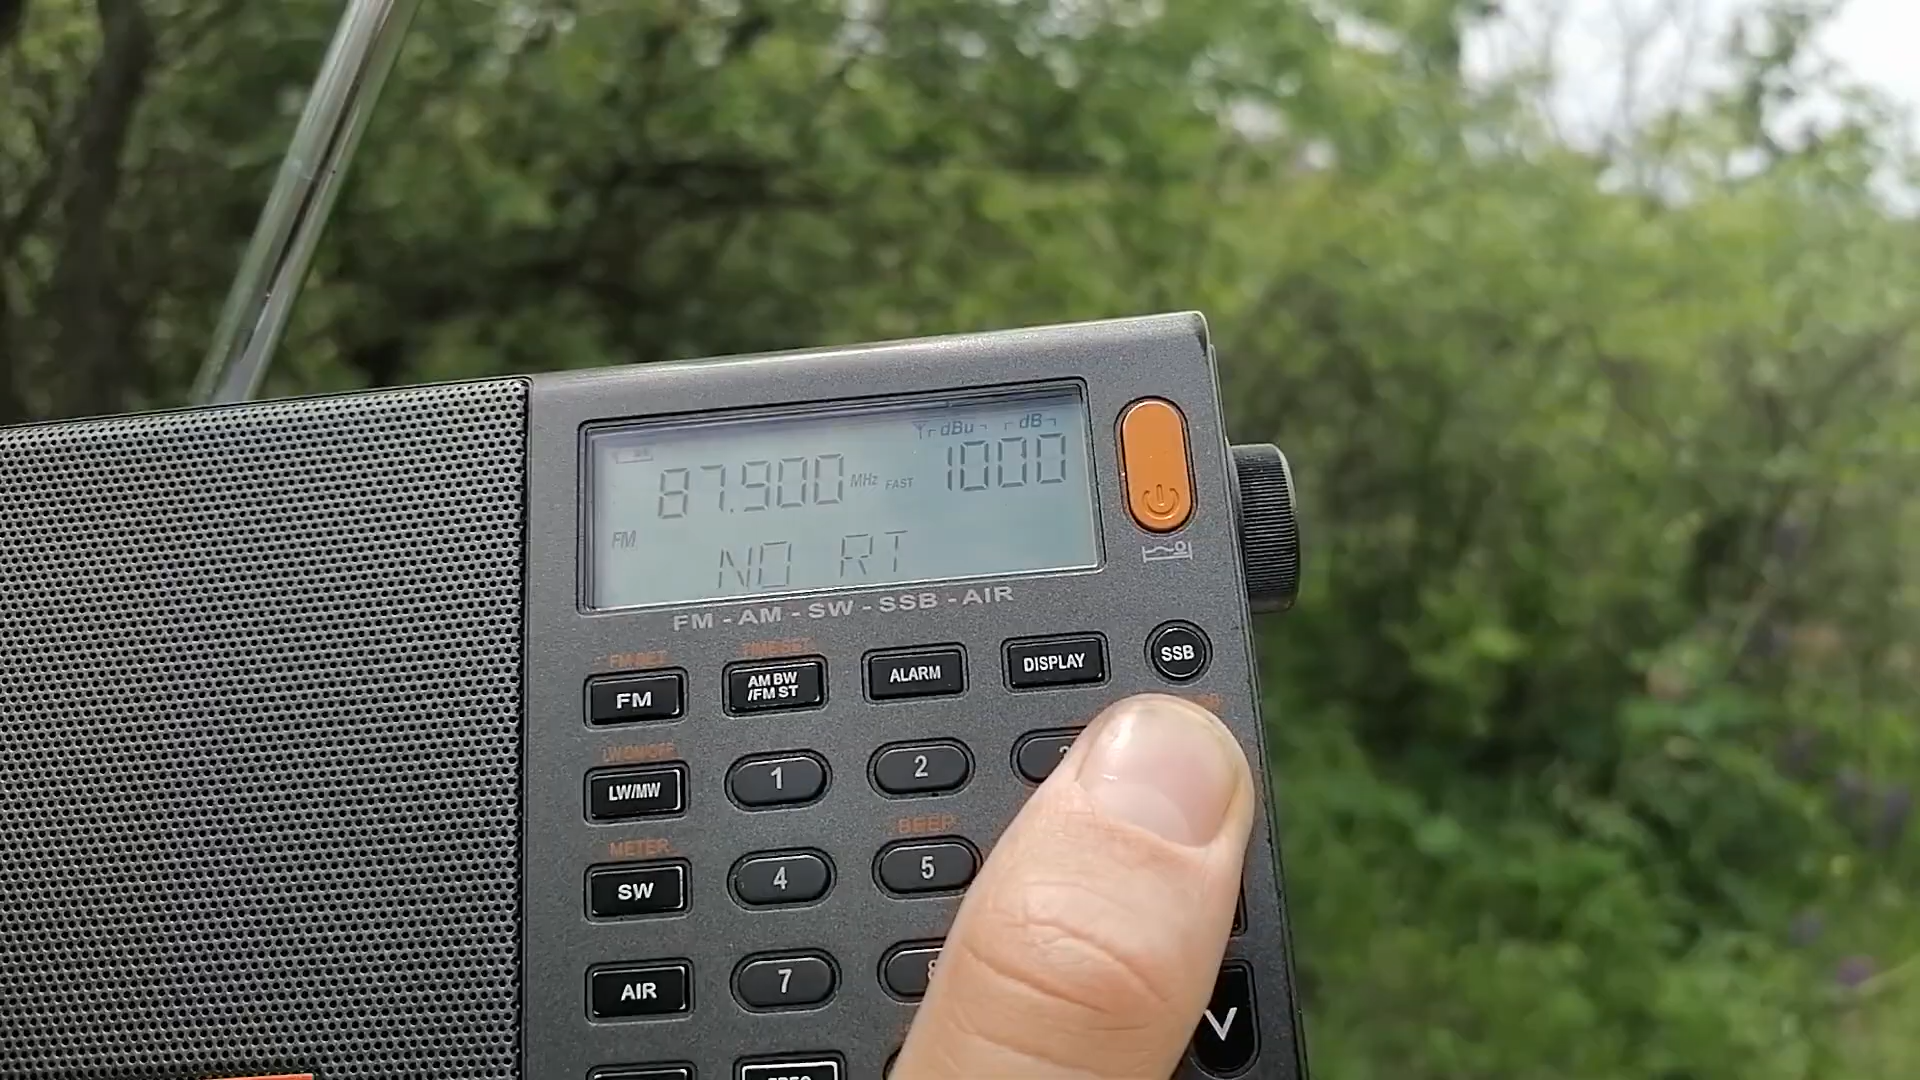 dBu dB
87.900 MHz FAST 1000
FM
NO RT
FM - AM - SW - SSB - AIR
FM SET TIME SET
FM AM BW /FM ST ALARM DISPLAY SSB
LW ON/OFF
LW/MW 1 2
BEEP
METER
SW 4 5
AIR 7 8
V